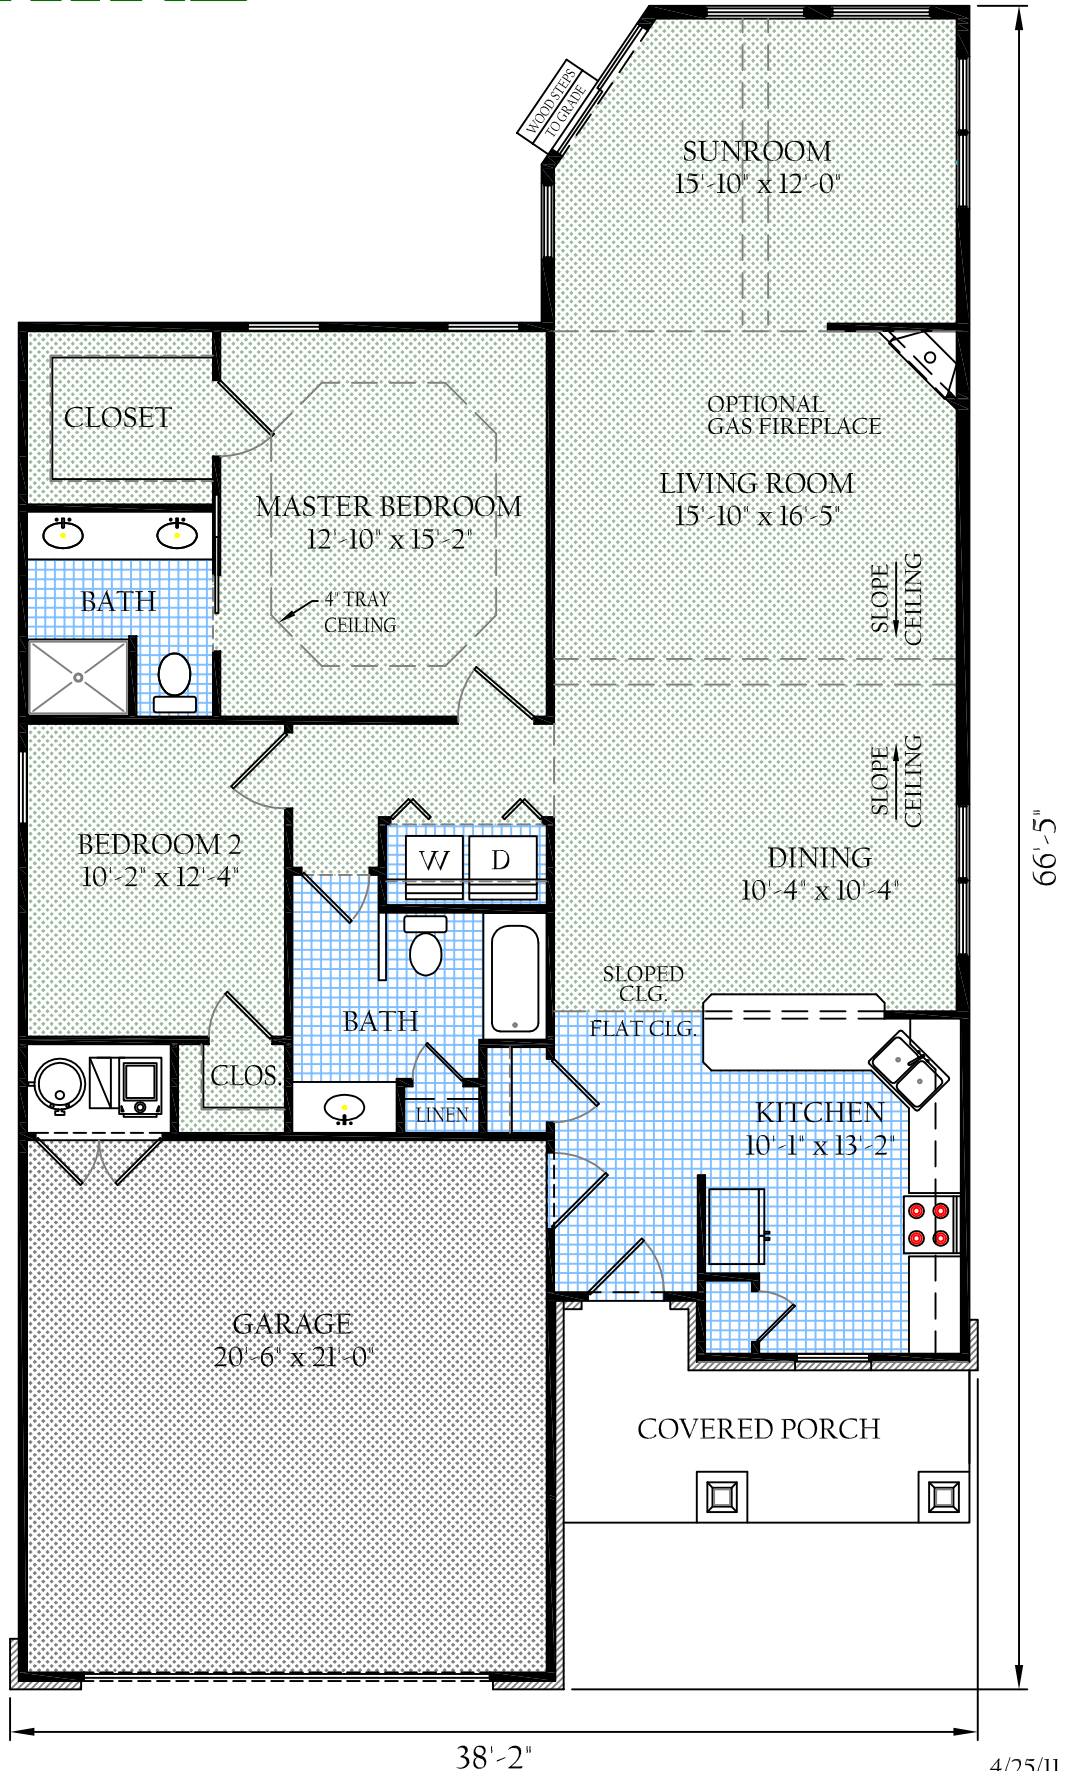 WOOD STEPS
TO GRADE
SUNROOM
15'-10" x 12'-0"
OPTIONAL
GAS FIREPLACE
CLOSET
LIVING ROOM
15'-10" x 16'-5"
MASTER BEDROOM
12'-10" x 15'-2"
SLOPE
CEILING
BATH
4" TRAY
CEILING
SLOPE
CEILING
BEDROOM 2
10'-2" x 12'-4"
W
D
DINING
10'-4" x 10'-4"
66'-5"
SLOPED
CLG.
FLAT CLG.
BATH
CLOS.
LINEN
KITCHEN
10'-1" x 13'-2"
GARAGE
20'-6" x 21'-0"
COVERED PORCH
38'-2"
4/25/11